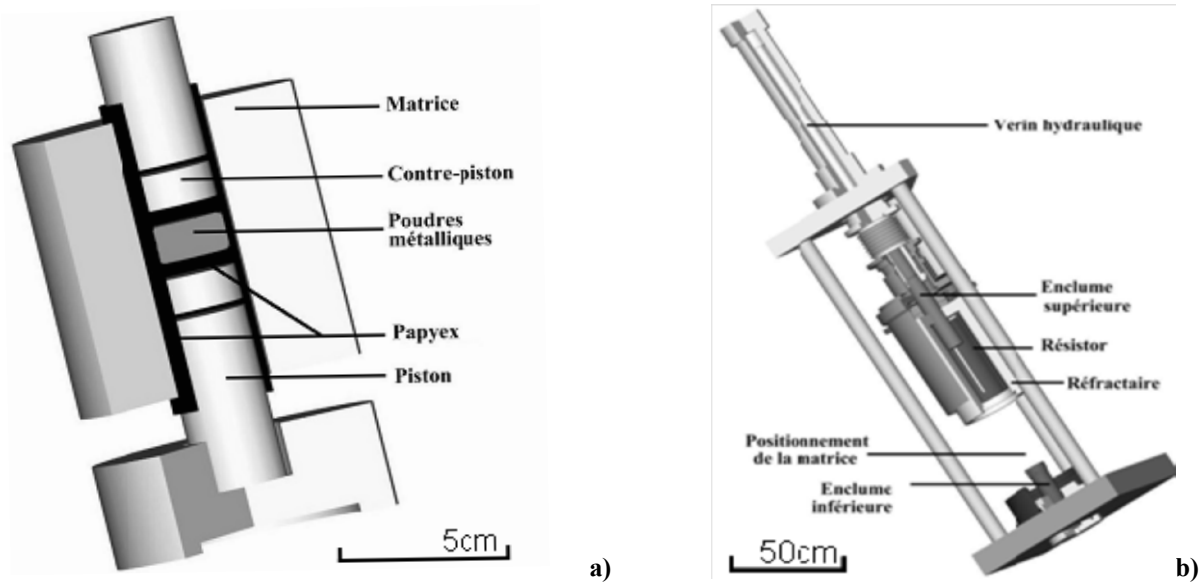 Matrice
Contre-piston
Poudres
métalliques
Papyex
Piston
5cm
a)
Verin hydraulique
Enclume
supérieure
Résistor
Réfractaire
Positionnement
de la matrice
Enclume
inférieure
50cm
b)